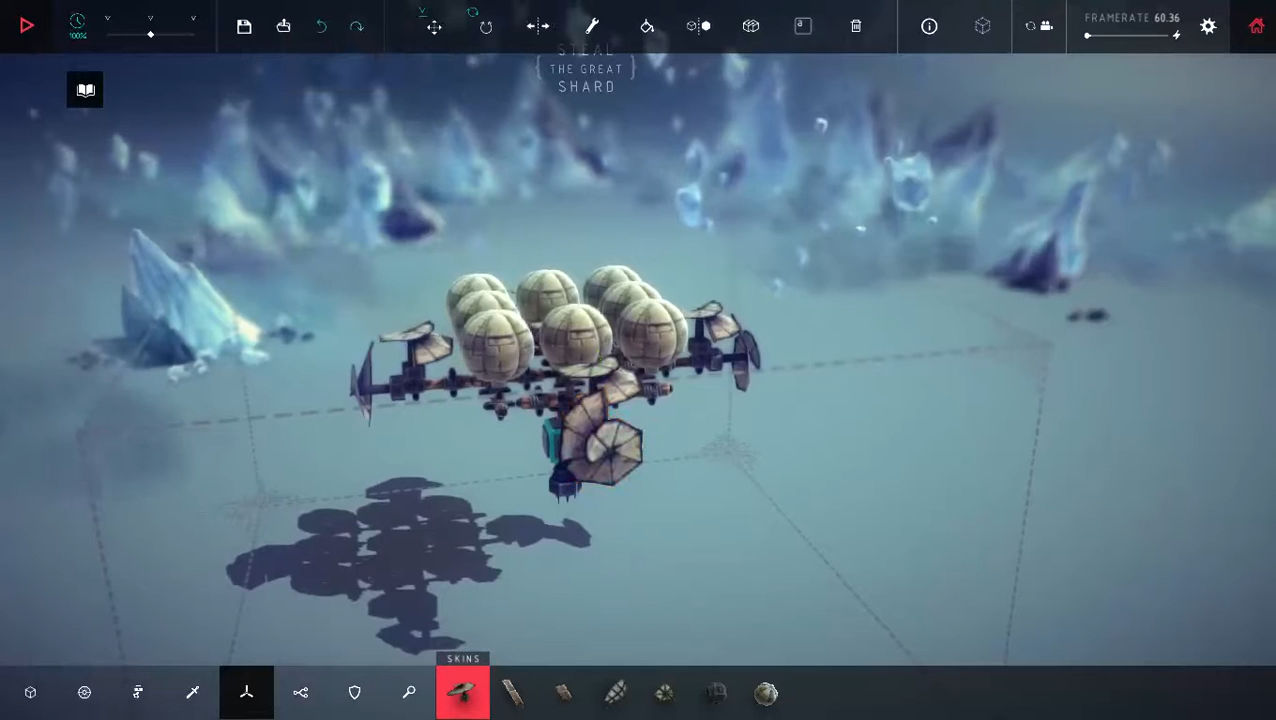 100%
FRAMERATE 60.36
STEAL
THE GREAT
SHARD
SKINS